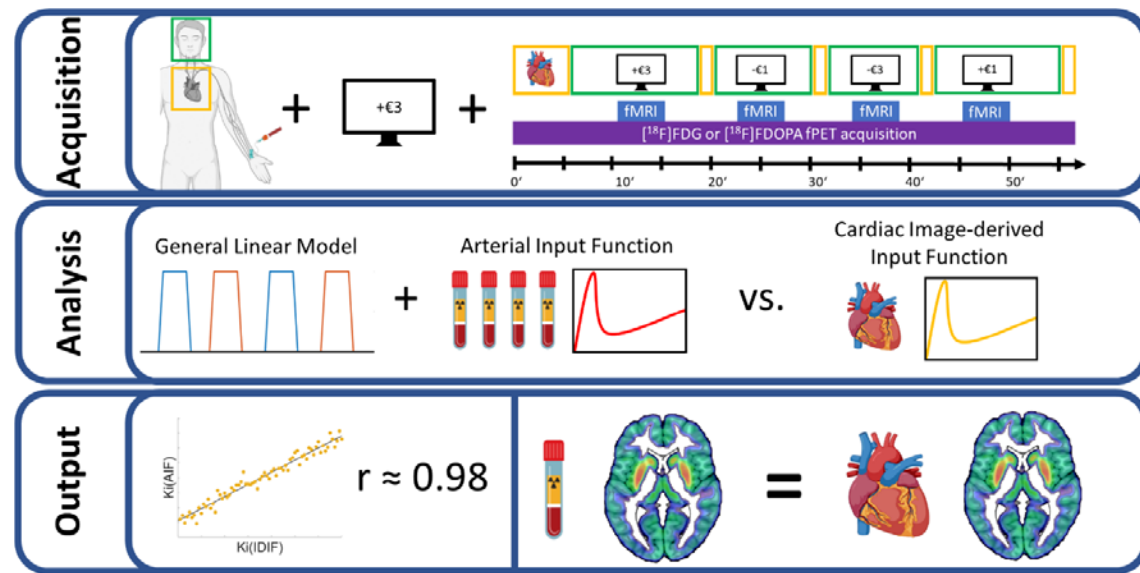 Acquisition
+
+€3
+
+€3
-€1
-€3
+€1
fMRI
fMRI
fMRI
fMRI
[¹⁸F]FDG or [¹⁸F]FDOPA fPET acquisition
0'
10'
20'
30'
40'
50'
Analysis
General Linear Model
+
Arterial Input Function
vs.
Cardiac Image-derived
Input Function
Output
Ki(AIF)
Ki(IDIF)
r ≈ 0.98
=